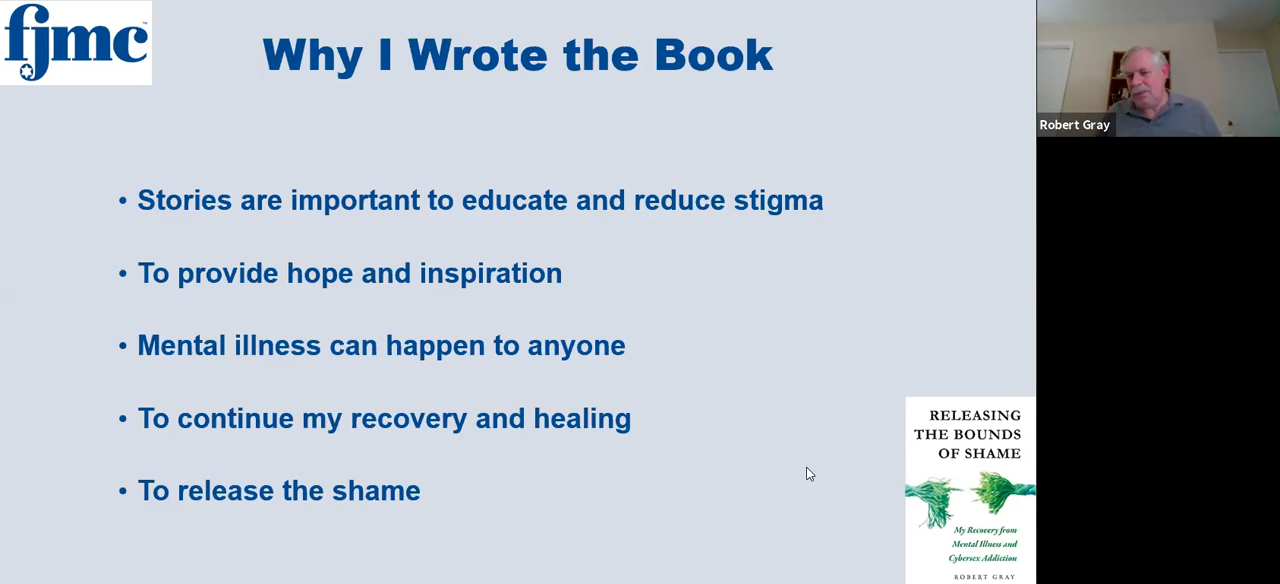 fjmc™
Why I Wrote the Book
Robert Gray
• Stories are important to educate and reduce stigma
• To provide hope and inspiration
• Mental illness can happen to anyone
• To continue my recovery and healing
• To release the shame
RELEASING
THE BOUNDS
OF SHAME
My Recovery from
Mental Illness and
Cybersex Addiction
ROBERT GRAY